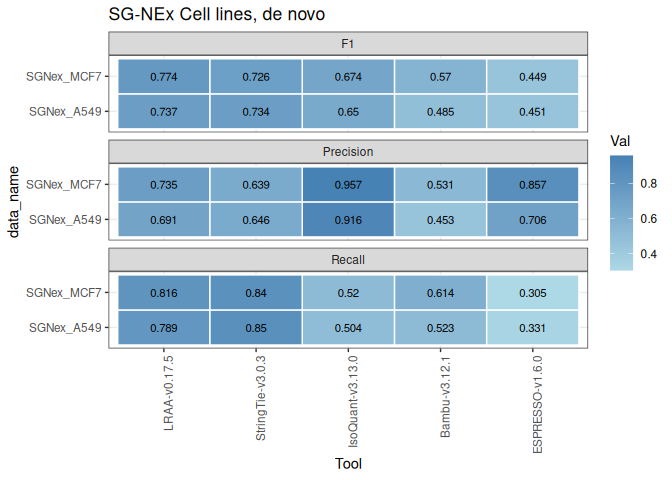 SG-NEx Cell lines, de novo
F1
SGNex_MCF7 0.774 0.726 0.674 0.57 0.449
SGNex_A549 0.737 0.734 0.65 0.485 0.451
Precision
SGNex_MCF7 0.735 0.639 0.957 0.531 0.857
SGNex_A549 0.691 0.646 0.916 0.453 0.706
Recall
SGNex_MCF7 0.816 0.84 0.52 0.614 0.305
SGNex_A549 0.789 0.85 0.504 0.523 0.331
LRAA-v0.17.5
StringTie-v3.0.3
IsoQuant-v3.13.0
Bambu-v3.12.1
ESPRESSO-v1.6.0
Tool
data_name
Val
0.8
0.6
0.4